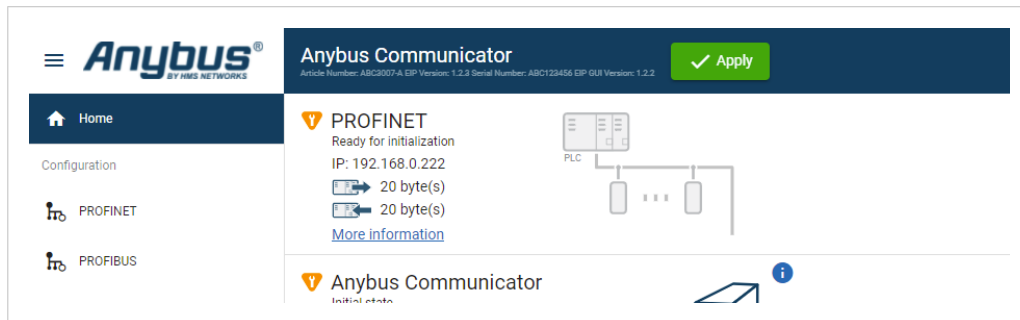 Anybus®
BY HMS NETWORKS
Anybus Communicator
Article Number: ABC3007-A EIP Version: 1.2.3 Serial Number: ABC123456 EIP GUI Version: 1.2.2
Apply
Home
Configuration
PROFINET
PROFIBUS
PROFINET
Ready for initialization
IP: 192.168.0.222
20 byte(s)
20 byte(s)
More information
PLC
Anybus Communicator
Initial state